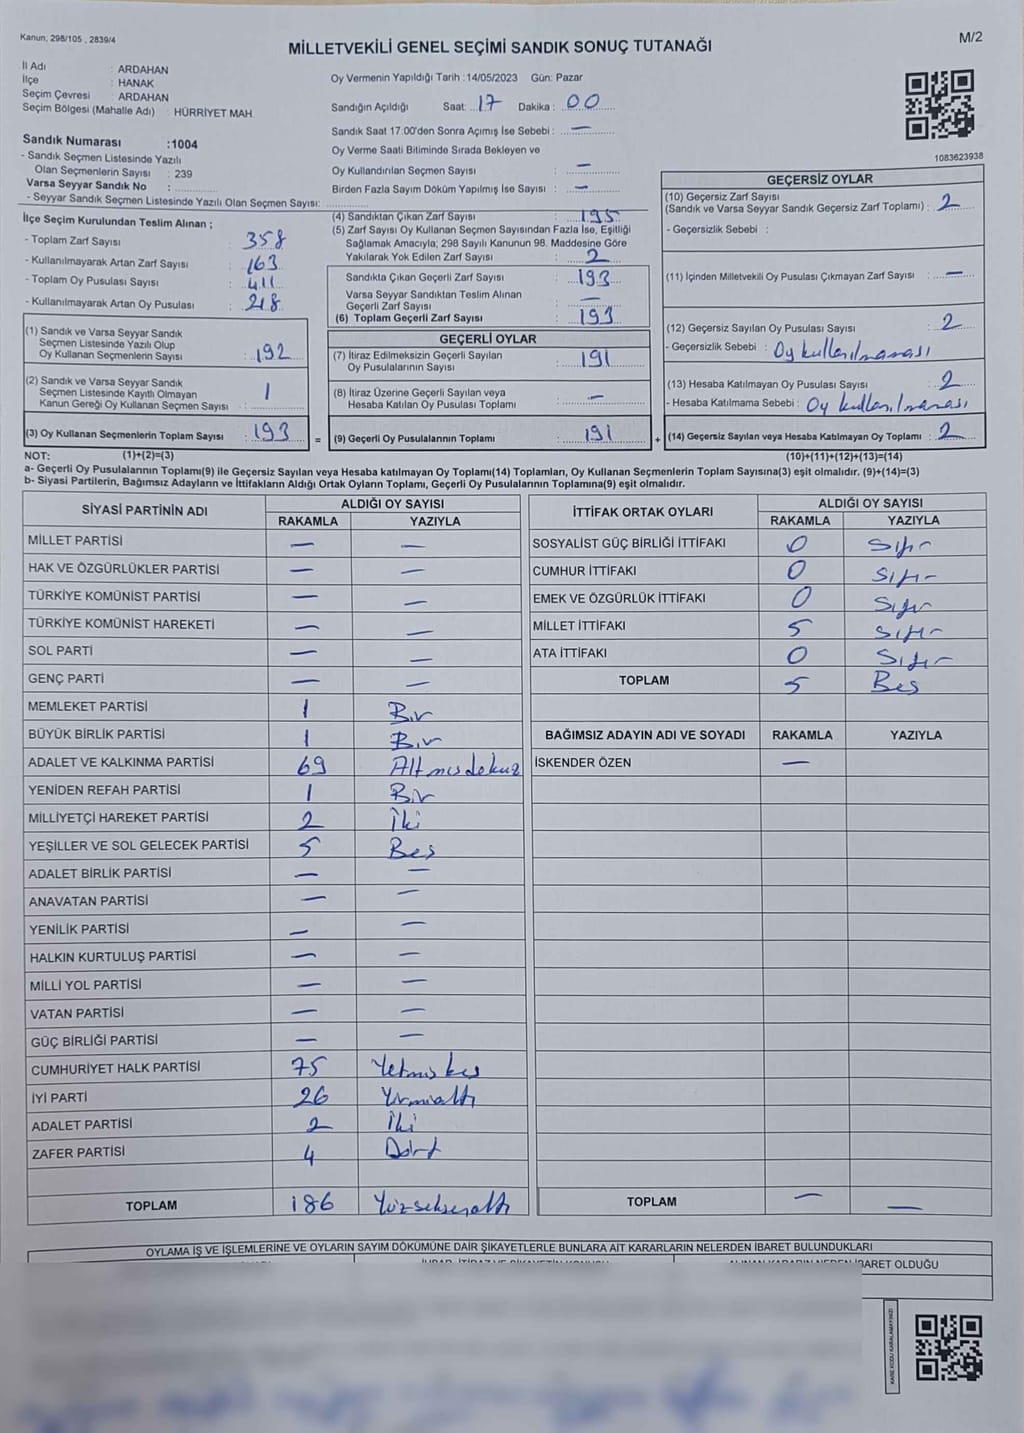 Kanun; 298/105 , 2839/4
MİLLETVEKİLİ GENEL SEÇİMİ SANDIK SONUÇ TUTANAĞI
M/2
İl Adı : ARDAHAN
İlçe : HANAK
Seçim Çevresi : ARDAHAN
Seçim Bölgesi (Mahalle Adı) : HÜRRİYET MAH.
Sandık Numarası :1004
- Sandık Seçmen Listesinde Yazılı
Olan Seçmenlerin Sayısı : 239
Varsa Seyyar Sandık No :
- Seyyar Sandık Seçmen Listesinde Yazılı Olan Seçmen Sayısı:
Oy Vermenin Yapıldığı Tarih :14/05/2023 Gün: Pazar
Sandığın Açıldığı Saat: 17 Dakika : 00
Sandık Saat 17:00'den Sonra Açımış İse Sebebi : —
Oy Verme Saati Bitiminde Sırada Bekleyen ve
Oy Kullandırılan Seçmen Sayısı : —
Birden Fazla Sayım Döküm Yapılmış İse Sayısı : —
1083623938
İlçe Seçim Kurulundan Teslim Alınan ;
- Toplam Zarf Sayısı : 358
- Kullanılmayarak Artan Zarf Sayısı : 163
- Toplam Oy Pusulası Sayısı : 411
- Kullanılmayarak Artan Oy Pusulası : 218
(1) Sandık ve Varsa Seyyar Sandık
Seçmen Listesinde Yazılı Olup
Oy Kullanan Seçmenlerin Sayısı : 192
(2) Sandık ve Varsa Seyyar Sandık
Seçmen Listesinde Kayıtlı Olmayan
Kanun Gereği Oy Kullanan Seçmen Sayısı : 1
(3) Oy Kullanan Seçmenlerin Toplam Sayısı : 193
(4) Sandıktan Çıkan Zarf Sayısı : 195
(5) Zarf Sayısı Oy Kullanan Seçmen Sayısından Fazla İse, Eşitliği
Sağlamak Amacıyla; 298 Sayılı Kanunun 98. Maddesine Göre
Yakılarak Yok Edilen Zarf Sayısı : 2
Sandıkta Çıkan Geçerli Zarf Sayısı : 193
Varsa Seyyar Sandıktan Teslim Alınan
Geçerli Zarf Sayısı : —
(6) Toplam Geçerli Zarf Sayısı : 193
GEÇERLİ OYLAR
(7) İtiraz Edilmeksizin Geçerli Sayılan
Oy Pusulalarının Sayısı : 191
(8) İtiraz Üzerine Geçerli Sayılan veya
Hesaba Katılan Oy Pusulası Toplamı : —
= (9) Geçerli Oy Pusulalarının Toplamı : 191
GEÇERSİZ OYLAR
(10) Geçersiz Zarf Sayısı
(Sandık ve Varsa Seyyar Sandık Geçersiz Zarf Toplamı) : 2
- Geçersizlik Sebebi :
(11) İçinden Milletvekili Oy Pusulası Çıkmayan Zarf Sayısı : —
(12) Geçersiz Sayılan Oy Pusulası Sayısı : 2
- Geçersizlik Sebebi : Oy kullanılmaması
(13) Hesaba Katılmayan Oy Pusulası Sayısı : 2
- Hesaba Katılmama Sebebi : Oy kullanılmaması
+ (14) Geçersiz Sayılan veya Hesaba Katılmayan Oy Toplamı : 2
NOT: (1)+(2)=(3)
(10)+(11)+(12)+(13)=(14)
a- Geçerli Oy Pusulalarının Toplamı(9) ile Geçersiz Sayılan veya Hesaba katılmayan Oy Toplamı(14) Toplamları, Oy Kullanan Seçmenlerin Toplam Sayısına(3) eşit olmalıdır. (9)+(14)=(3)
b- Siyasi Partilerin, Bağımsız Adayların ve İttifakların Aldığı Ortak Oyların Toplamı, Geçerli Oy Pusulalarının Toplamına(9) eşit olmalıdır.
SİYASİ PARTİNİN ADI ALDIĞI OY SAYISI
RAKAMLA YAZIYLA
MİLLET PARTİSİ — —
HAK VE ÖZGÜRLÜKLER PARTİSİ — —
TÜRKİYE KOMÜNİST PARTİSİ — —
TÜRKİYE KOMÜNİST HAREKETİ — —
SOL PARTİ — —
GENÇ PARTİ — —
MEMLEKET PARTİSİ 1 Bir
BÜYÜK BİRLİK PARTİSİ 1 Bir
ADALET VE KALKINMA PARTİSİ 69 Altmışdokuz
YENİDEN REFAH PARTİSİ 1 Bir
MİLLİYETÇİ HAREKET PARTİSİ 2 İki
YEŞİLLER VE SOL GELECEK PARTİSİ 5 Beş
ADALET BİRLİK PARTİSİ — —
ANAVATAN PARTİSİ — —
YENİLİK PARTİSİ — —
HALKIN KURTULUŞ PARTİSİ — —
MİLLİ YOL PARTİSİ — —
VATAN PARTİSİ — —
GÜÇ BİRLİĞİ PARTİSİ — —
CUMHURİYET HALK PARTİSİ 75 Yetmiş beş
İYİ PARTİ 26 Yirmialtı
ADALET PARTİSİ 2 İki
ZAFER PARTİSİ 4 Dört
TOPLAM 186 Yüzseksenaltı
İTTİFAK ORTAK OYLARI ALDIĞI OY SAYISI
RAKAMLA YAZIYLA
SOSYALİST GÜÇ BİRLİĞİ İTTİFAKI 0 Sıfır
CUMHUR İTTİFAKI 0 Sıfır
EMEK VE ÖZGÜRLÜK İTTİFAKI 0 Sıfır
MİLLET İTTİFAKI 5 Sıfır
ATA İTTİFAKI 0 Sıfır
TOPLAM 5 Beş
BAĞIMSIZ ADAYIN ADI VE SOYADI RAKAMLA YAZIYLA
İSKENDER ÖZEN —
TOPLAM — —
OYLAMA İŞ VE İŞLEMLERİNE VE OYLARIN SAYIM DÖKÜMÜNE DAİR ŞİKAYETLERLE BUNLARA AİT KARARLARIN NELERDEN İBARET BULUNDUKLARI
İBARET OLDUĞU
KARE KODU KARALAMAYINIZ!